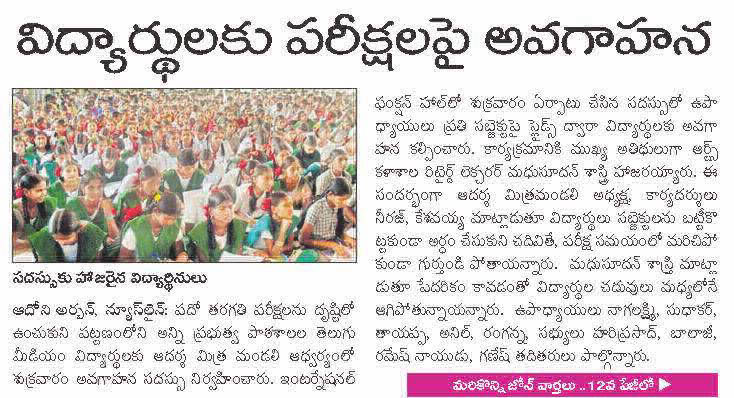 విద్యార్థులకు పరీక్షలపై అవగాహన
సదస్సుకు హాజరైన విద్యార్థినులు
ఆదోని అర్బన్, న్యూస్‌లైన్: పదో తరగతి పరీక్షలను దృష్టిలో
ఉంచుకుని పట్టణంలోని అన్ని ప్రభుత్వ పాఠశాలల తెలుగు
మీడియం విద్యార్థులకు ఆదర్శ మిత్ర మండలి ఆధ్వర్యంలో
శుక్రవారం అవగాహన సదస్సు నిర్వహించారు. ఇంటర్నేషనల్
ఫంక్షన్ హాల్‌లో శుక్రవారం ఏర్పాటు చేసిన సదస్సులో ఉపా
ధ్యాయులు ప్రతి సబ్జెక్టుపై స్లైడ్స్ ద్వారా విద్యార్థులకు అవగా
హన కల్పించారు. కార్యక్రమానికి ముఖ్య అతిథులుగా ఆర్ట్స్
కళాశాల రిటైర్డ్ లెక్చరర్ మధుసూదన్ శాస్త్రి హాజరయ్యారు. ఈ
సందర్భంగా ఆదర్శ మిత్రమండలి అధ్యక్ష, కార్యదర్శులు
నీరజ్, కేశవయ్య మాట్లాడుతూ విద్యార్థులు సబ్జెక్టులను బట్టీకొ
ట్టకుండా అర్థం చేసుకుని చదివితే, పరీక్ష సమయంలో మరిచిపో
కుండా గుర్తుండి పోతాయన్నారు. మధుసూదన్ శాస్త్రి మాట్లా
డుతూ పేదరికం కావడంతో విద్యార్థుల చదువులు మధ్యలోనే
ఆగిపోతున్నాయన్నారు. ఉపాధ్యాయులు నాగలక్ష్మి, సుధాకర్,
తాయప్ప, అనిల్, రంగన్న, సభ్యులు హరిప్రసాద్, బాలాజీ,
రమేష్ నాయుడు, గణేష్ తదితరులు పాల్గొన్నారు.
మరికొన్ని జోన్ వార్తలు ..12వ పేజీలో